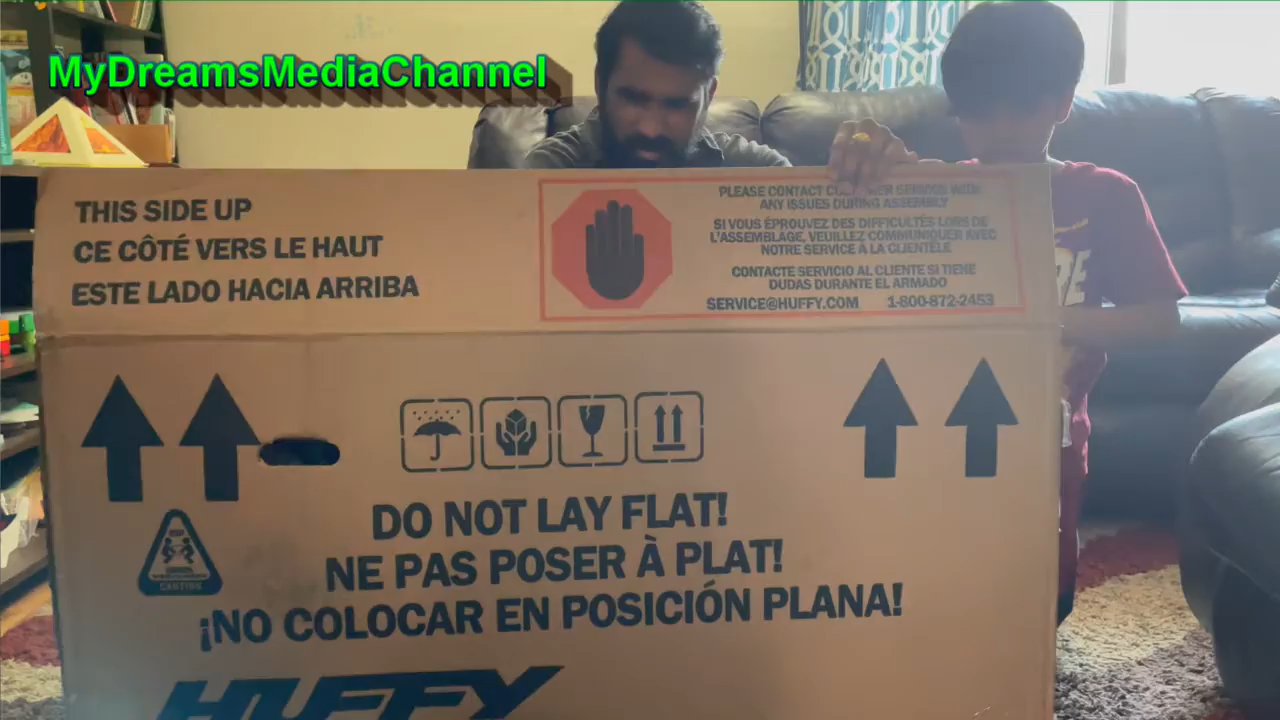 MyDreamsMediaChannel
THIS SIDE UP
CE CÔTÉ VERS LE HAUT
ESTE LADO HACIA ARRIBA
PLEASE CONTACT SERVICE WITH
ANY ISSUES DURING ASSEMBLY
SI VOUS ÉPROUVEZ DES DIFFICULTÉS LORS DE
L'ASSEMBLAGE, VEUILLEZ COMMUNIQUER AVEC
NOTRE SERVICE À LA CLIENTÈLE
CONTACTE SERVICIO AL CLIENTE SI TIENE
DUDAS DURANTE EL ARMADO
SERVICE@HUFFY.COM 1-800-872-2453
DO NOT LAY FLAT!
NE PAS POSER À PLAT!
¡NO COLOCAR EN POSICIÓN PLANA!
CAUTION
HUFFY